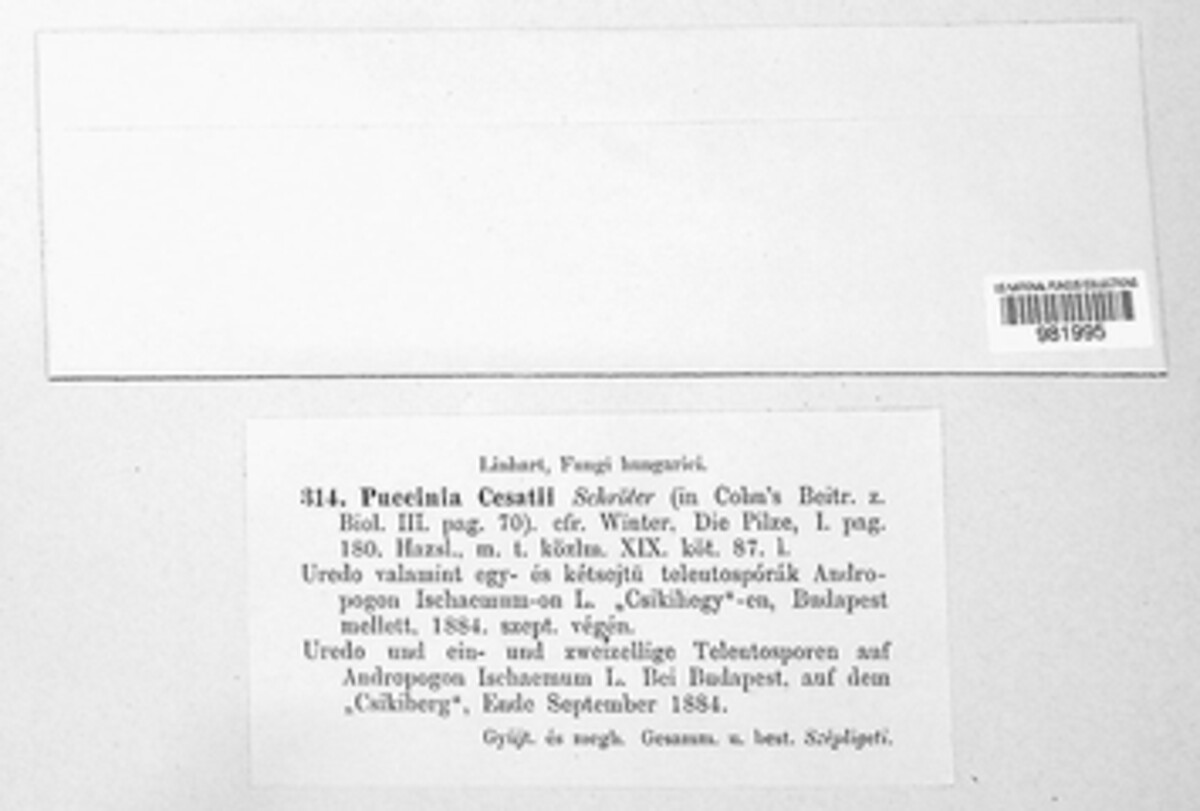 US NATIONAL FUNGUS COLLECTIONS
981995
Linhart, Fungi hungarici.
314. Puccinia Cesatii Schröter (in Cohn's Beitr. z.
Biol. III. pag. 70). cfr. Winter, Die Pilze, I. pag.
180. Hazsl., m. t. közlm. XIX. köt. 87. l.
Uredo valamint egy- és kétsejtü teleutospórák Andro-
pogon Ischaemum-on L. „Csikihegy“-en, Budapest
mellett, 1884. szept. végén.
Uredo und ein- und zweizellige Teleutosporen auf
Andropogon Ischaemum L. Bei Budapest, auf dem
„Csikiberg“, Ende September 1884.
Gyüjt. és megh. Gesamm. u. best. Szépligeti.